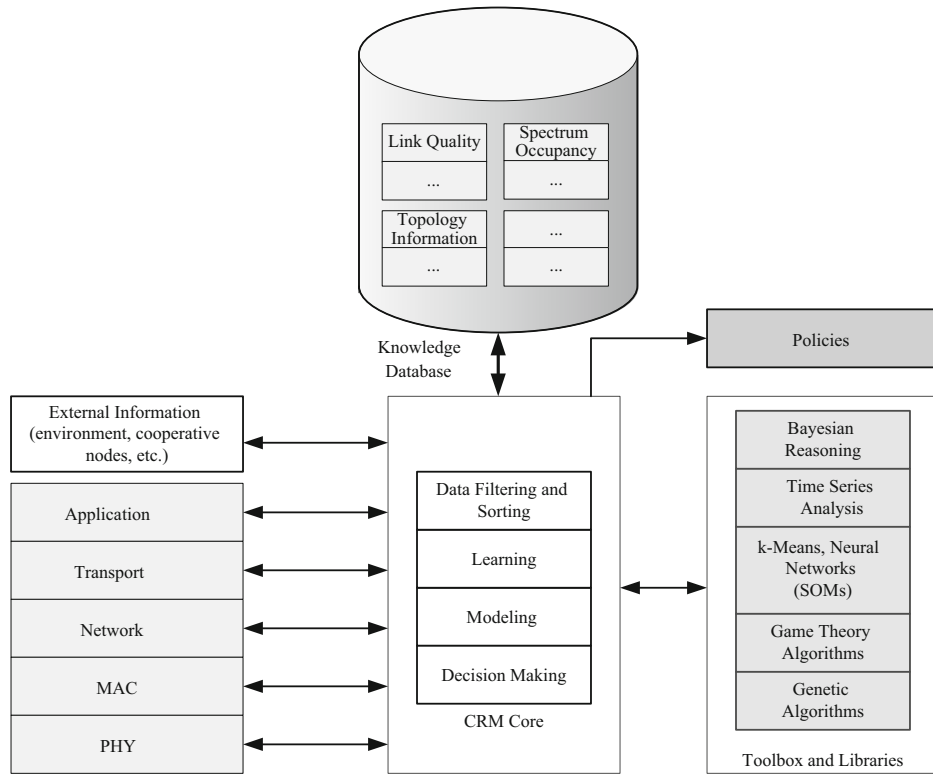 Link Quality
...
Spectrum
Occupancy
...
Topology
Information
...
...
...
Knowledge
Database
Policies
External Information
(environment, cooperative
nodes, etc.)
Application
Transport
Network
MAC
PHY
Data Filtering and
Sorting
Learning
Modeling
Decision Making
CRM Core
Bayesian
Reasoning
Time Series
Analysis
k-Means, Neural
Networks
(SOMs)
Game Theory
Algorithms
Genetic
Algorithms
Toolbox and Libraries